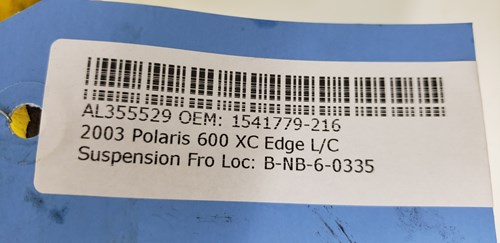 AL355529 OEM: 1541779-216
2003 Polaris 600 XC Edge L/C
Suspension Fro Loc: B-NB-6-0335